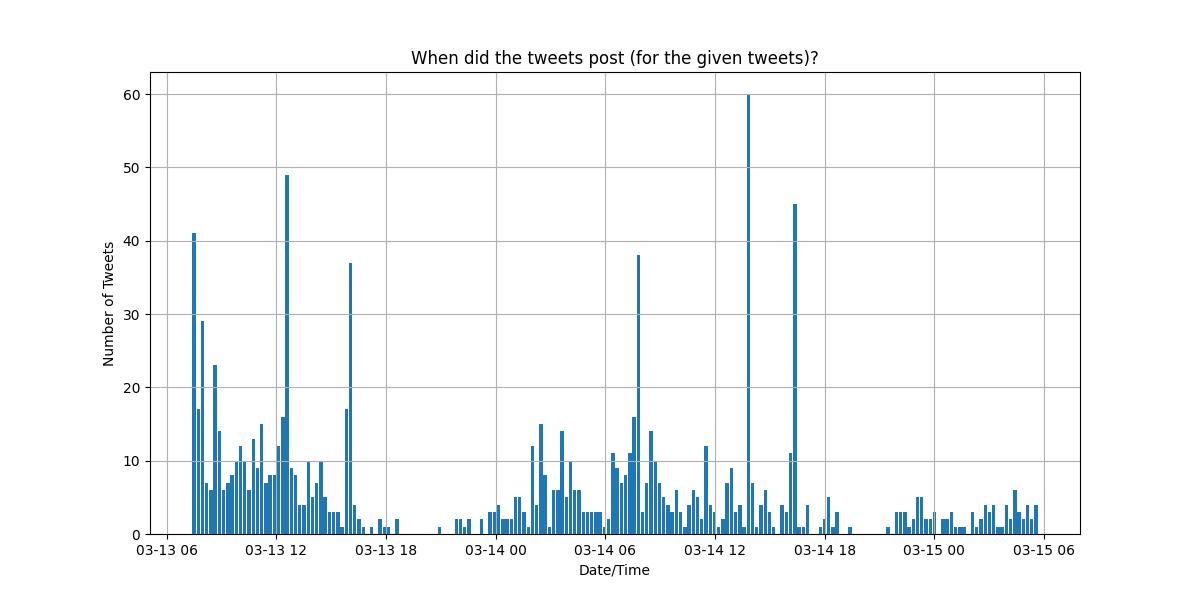 When did the tweets post (for the given tweets)?
60
50
40
30
20
10
0
Number of Tweets
03-13 06 03-13 12 03-13 18 03-14 00 03-14 06 03-14 12 03-14 18 03-15 00 03-15 06
Date/Time